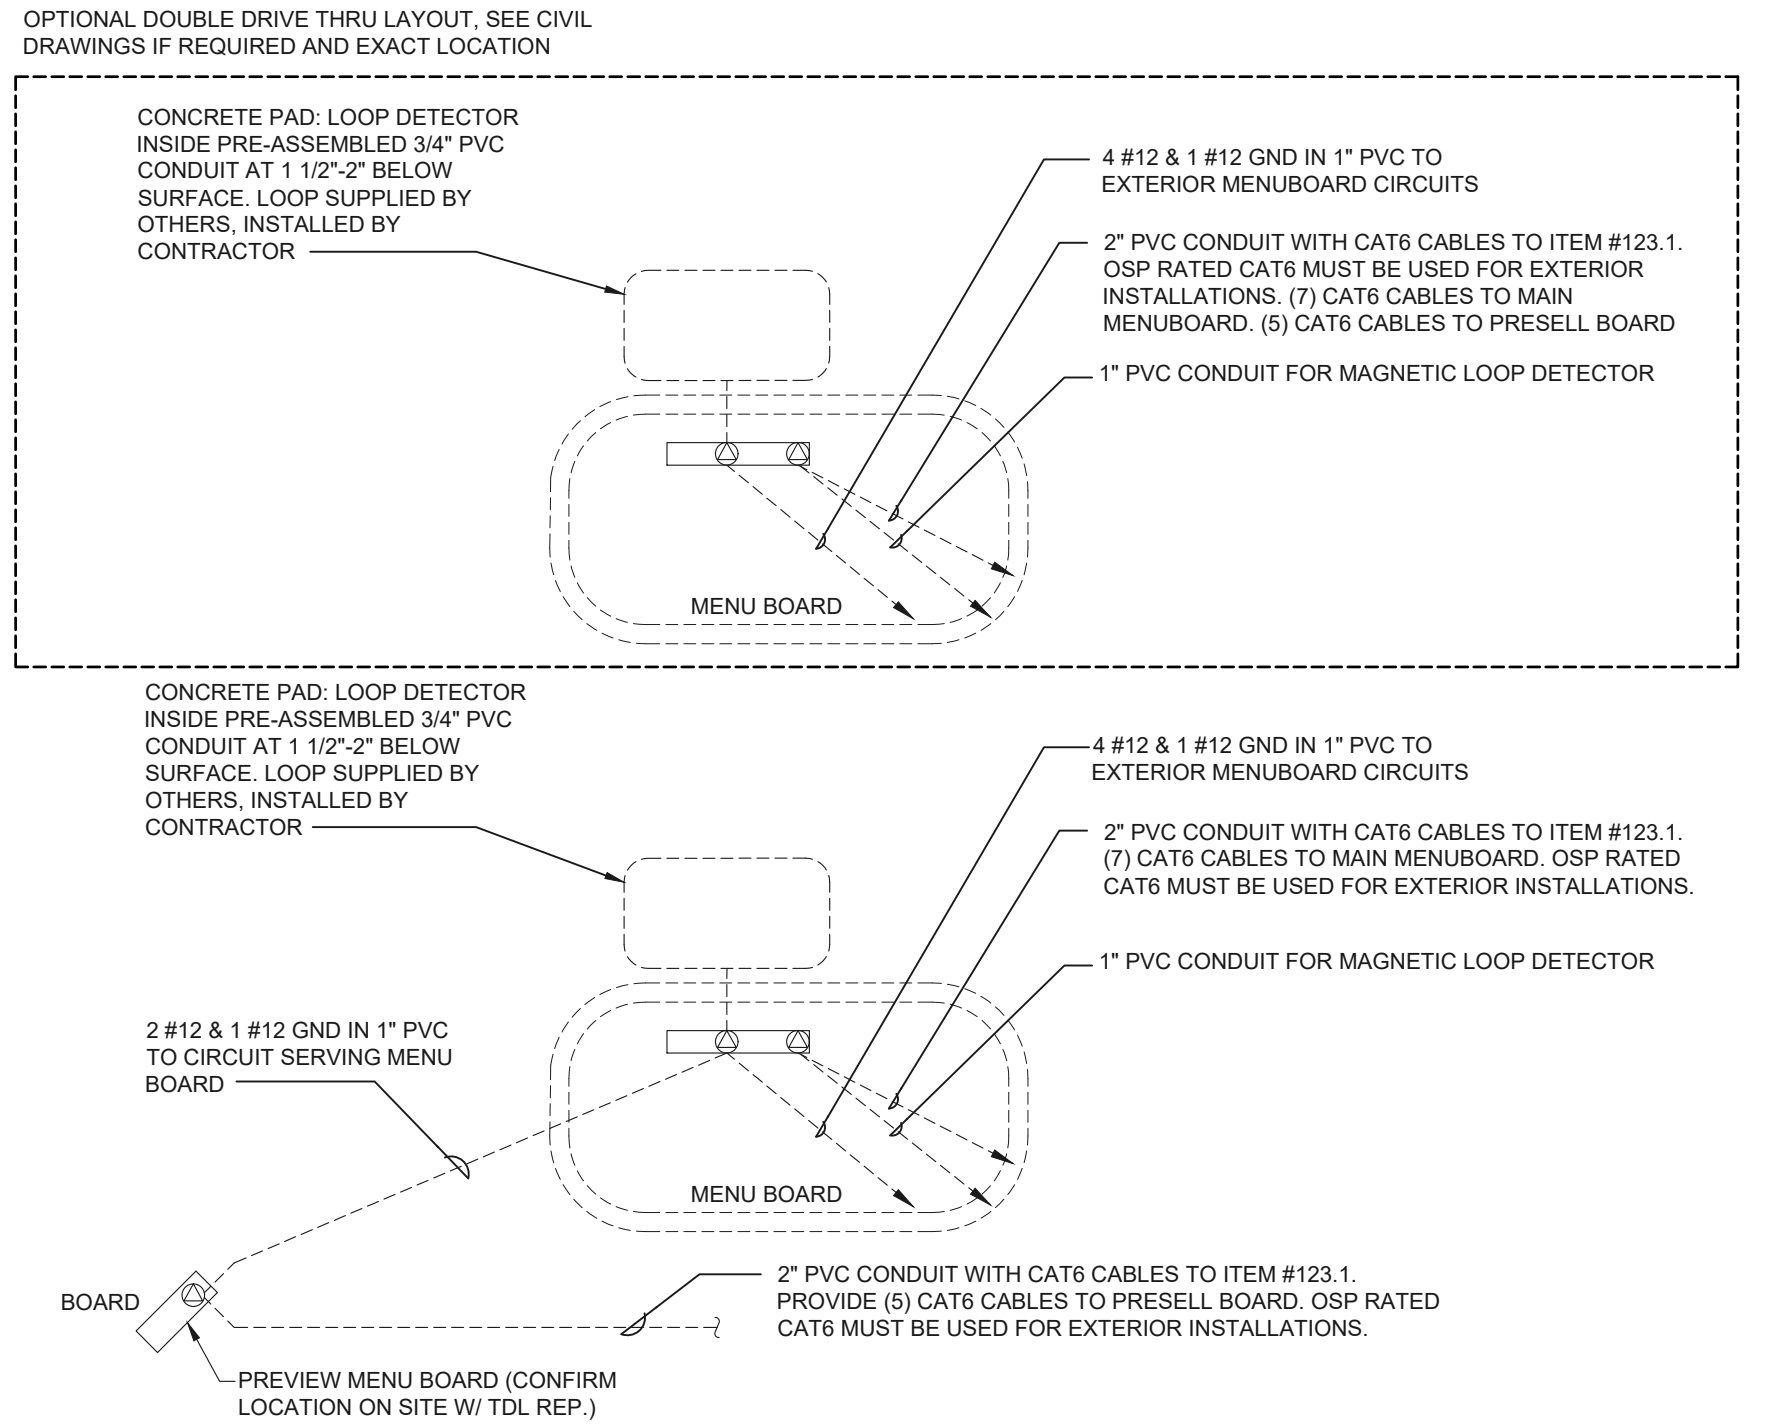 OPTIONAL DOUBLE DRIVE THRU LAYOUT, SEE CIVIL
DRAWINGS IF REQUIRED AND EXACT LOCATION
CONCRETE PAD: LOOP DETECTOR
INSIDE PRE-ASSEMBLED 3/4" PVC
CONDUIT AT 1 1/2"-2" BELOW
SURFACE. LOOP SUPPLIED BY
OTHERS, INSTALLED BY
CONTRACTOR
4 #12 & 1 #12 GND IN 1" PVC TO
EXTERIOR MENUBOARD CIRCUITS
2" PVC CONDUIT WITH CAT6 CABLES TO ITEM #123.1.
OSP RATED CAT6 MUST BE USED FOR EXTERIOR
INSTALLATIONS. (7) CAT6 CABLES TO MAIN
MENUBOARD. (5) CAT6 CABLES TO PRESELL BOARD
1" PVC CONDUIT FOR MAGNETIC LOOP DETECTOR
MENU BOARD
CONCRETE PAD: LOOP DETECTOR
INSIDE PRE-ASSEMBLED 3/4" PVC
CONDUIT AT 1 1/2"-2" BELOW
SURFACE. LOOP SUPPLIED BY
OTHERS, INSTALLED BY
CONTRACTOR
4 #12 & 1 #12 GND IN 1" PVC TO
EXTERIOR MENUBOARD CIRCUITS
2" PVC CONDUIT WITH CAT6 CABLES TO ITEM #123.1.
(7) CAT6 CABLES TO MAIN MENUBOARD. OSP RATED
CAT6 MUST BE USED FOR EXTERIOR INSTALLATIONS.
1" PVC CONDUIT FOR MAGNETIC LOOP DETECTOR
2 #12 & 1 #12 GND IN 1" PVC
TO CIRCUIT SERVING MENU
BOARD
MENU BOARD
2" PVC CONDUIT WITH CAT6 CABLES TO ITEM #123.1.
PROVIDE (5) CAT6 CABLES TO PRESELL BOARD. OSP RATED
CAT6 MUST BE USED FOR EXTERIOR INSTALLATIONS.
BOARD
PREVIEW MENU BOARD (CONFIRM
LOCATION ON SITE W/ TDL REP.)